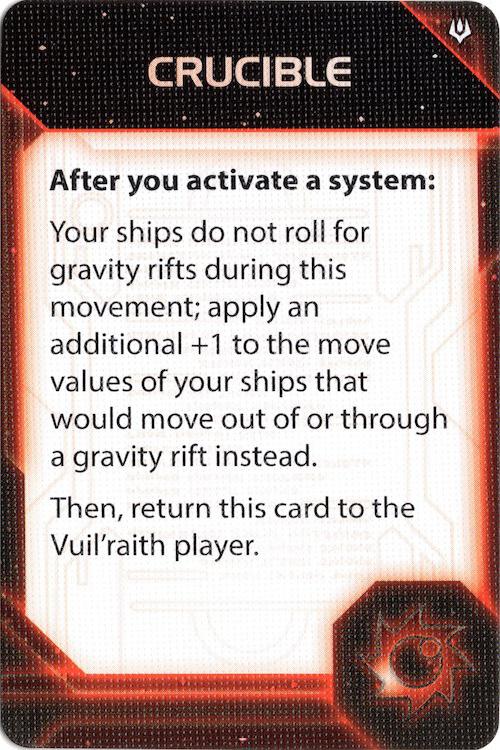 CRUCIBLE
After you activate a system:
Your ships do not roll for
gravity rifts during this
movement; apply an
additional +1 to the move
values of your ships that
would move out of or through
a gravity rift instead.
Then, return this card to the
Vuil'raith player.